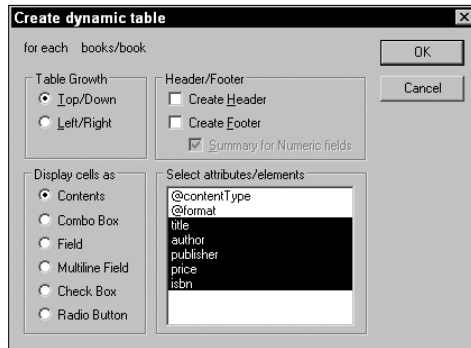 Create dynamic table
for each books/book
OK
Cancel
Table Growth
Top/Down
Left/Right
Header/Footer
Create Header
Create Footer
Summary for Numeric fields
Display cells as
Contents
Combo Box
Field
Multiline Field
Check Box
Radio Button
Select attributes/elements
@contentType
@format
title
author
publisher
price
isbn